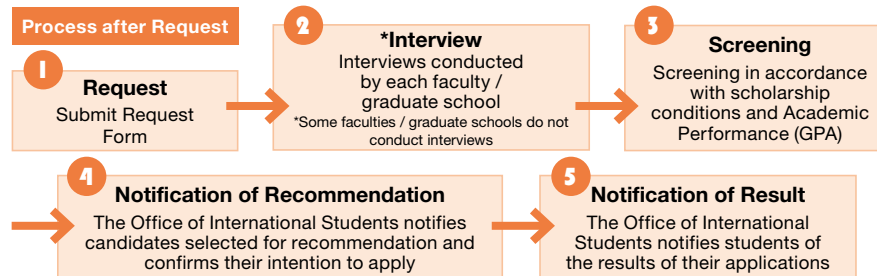 Process after Request
1
Request
Submit Request
Form
2
*Interview
Interviews conducted
by each faculty /
graduate school
*Some faculties / graduate schools do not
conduct interviews
3
Screening
Screening in accordance
with scholarship
conditions and Academic
Performance (GPA)
4
Notification of Recommendation
The Office of International Students notifies
candidates selected for recommendation and
confirms their intention to apply
5
Notification of Result
The Office of International
Students notifies students of
the results of their applications